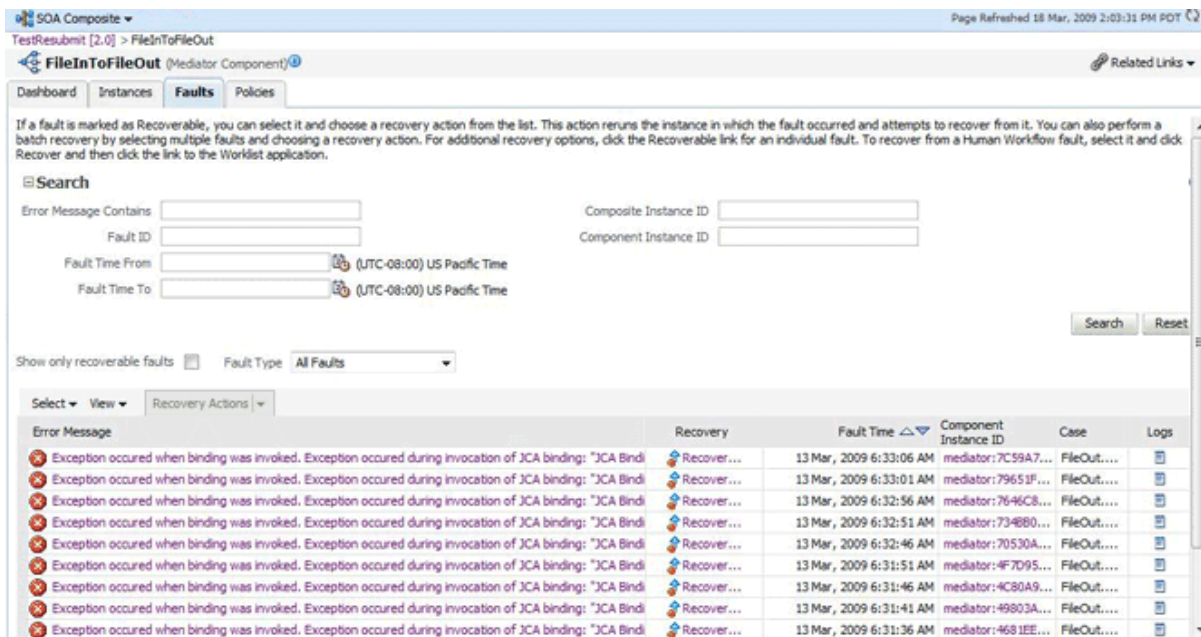 SOA Composite Page Refreshed 18 Mar, 2009 2:03:31 PM PDT
TestResubmit [2.0] > FileInToFileOut
FileInToFileOut (Mediator Component) Related Links
Dashboard Instances Faults Policies
If a fault is marked as Recoverable, you can select it and choose a recovery action from the list. This action reruns the instance in which the fault occurred and attempts to recover from it. You can also perform a
batch recovery by selecting multiple faults and choosing a recovery action. For additional recovery options, click the Recoverable link for an individual fault. To recover from a Human Workflow fault, select it and click
Recover and then click the link to the Worklist application.
Search
Error Message Contains Composite Instance ID
Fault ID Component Instance ID
Fault Time From (UTC-08:00) US Pacific Time
Fault Time To (UTC-08:00) US Pacific Time
Search Reset
Show only recoverable faults Fault Type All Faults
Select View Recovery Actions
Error Message Recovery Fault Time Component Instance ID Case Logs
Exception occured when binding was invoked. Exception occured during invocation of JCA binding: "JCA Bindi Recover... 13 Mar, 2009 6:33:06 AM mediator:7C59A7... FileOut....
Exception occured when binding was invoked. Exception occured during invocation of JCA binding: "JCA Bindi Recover... 13 Mar, 2009 6:33:01 AM mediator:79651F... FileOut....
Exception occured when binding was invoked. Exception occured during invocation of JCA binding: "JCA Bindi Recover... 13 Mar, 2009 6:32:56 AM mediator:7646C8... FileOut....
Exception occured when binding was invoked. Exception occured during invocation of JCA binding: "JCA Bindi Recover... 13 Mar, 2009 6:32:51 AM mediator:734BB0... FileOut....
Exception occured when binding was invoked. Exception occured during invocation of JCA binding: "JCA Bindi Recover... 13 Mar, 2009 6:32:46 AM mediator:70530A... FileOut....
Exception occured when binding was invoked. Exception occured during invocation of JCA binding: "JCA Bindi Recover... 13 Mar, 2009 6:31:51 AM mediator:4F7D95... FileOut....
Exception occured when binding was invoked. Exception occured during invocation of JCA binding: "JCA Bindi Recover... 13 Mar, 2009 6:31:46 AM mediator:4C80A9... FileOut....
Exception occured when binding was invoked. Exception occured during invocation of JCA binding: "JCA Bindi Recover... 13 Mar, 2009 6:31:41 AM mediator:49803A... FileOut....
Exception occured when binding was invoked. Exception occured during invocation of JCA binding: "JCA Bindi Recover... 13 Mar, 2009 6:31:36 AM mediator:4681EE... FileOut....